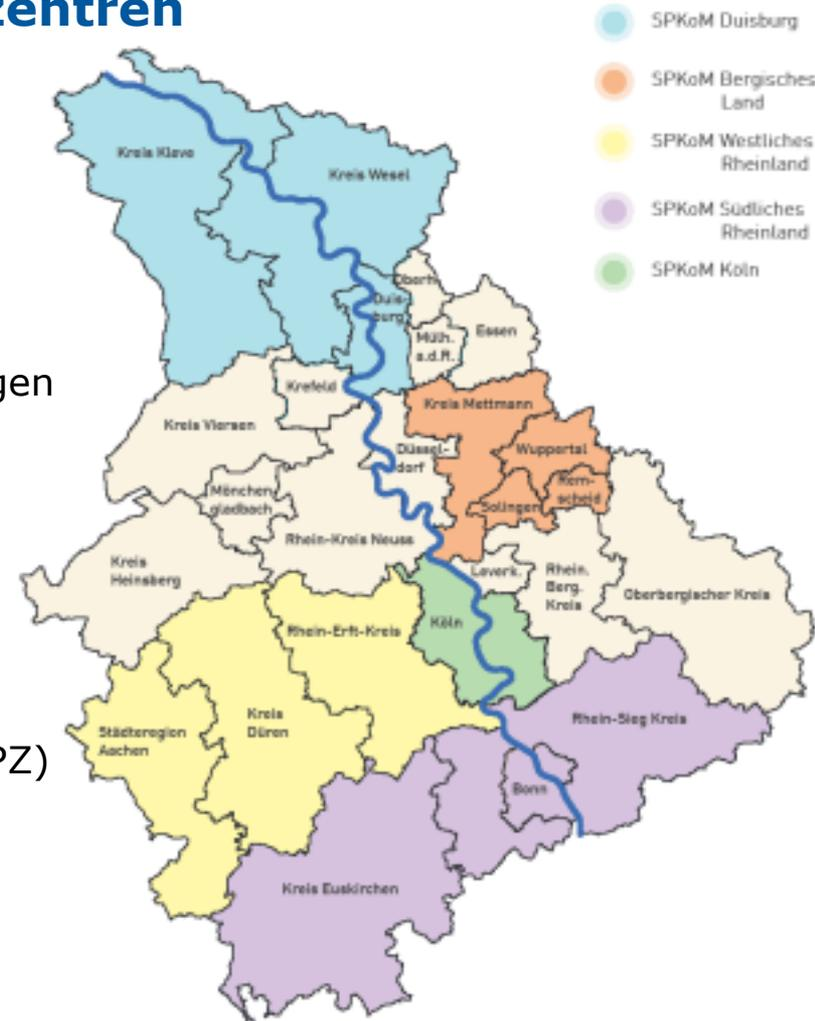 zentren
SPKoM Duisburg
SPKoM Bergisches
Land
SPKoM Westliches
Rheinland
SPKoM Südliches
Rheinland
SPKoM Köln
gen
PZ)
Kreis Kleve
Kreis Wesel
Oberh.
Duis-
burg
Mülh.
a.d.R.
Essen
Krefeld
Kreis Mettmann
Kreis Viersen
Düssel-
dorf
Wuppertal
Mönchen
gladbach
Rem-
scheid
Solingen
Rhein-Kreis Neuss
Kreis
Heinsberg
Leverk.
Rhein.
Berg.
Kreis
Oberbergischer Kreis
Köln
Rhein-Erft-Kreis
Kreis
Düren
Städteregion
Aachen
Rhein-Sieg Kreis
Bonn
Kreis Euskirchen